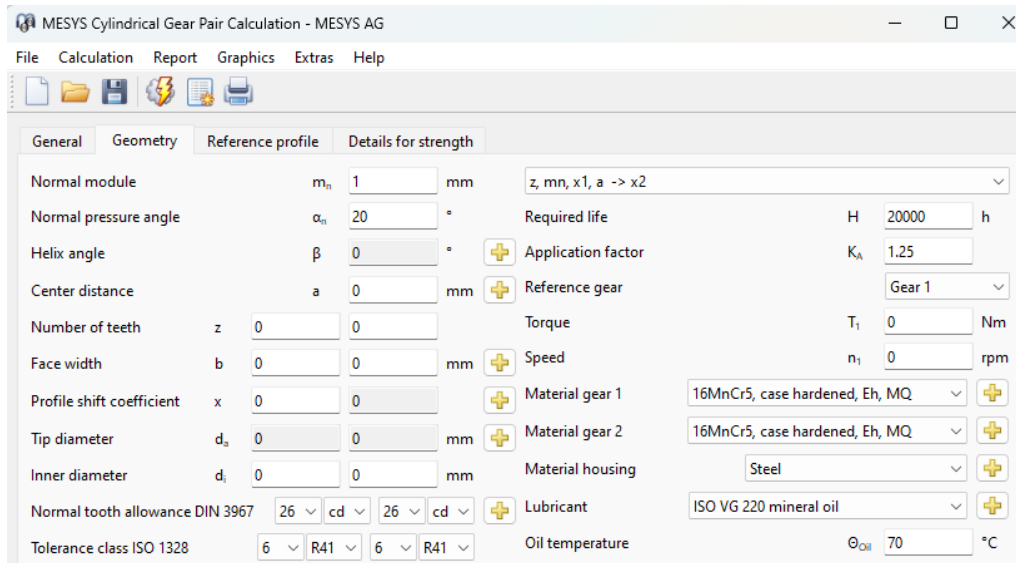 MESYS Cylindrical Gear Pair Calculation - MESYS AG
File Calculation Report Graphics Extras Help
General Geometry Reference profile Details for strength
Normal module mₙ 1 mm
z, mn, x1, a -> x2
Normal pressure angle αₙ 20 °
Required life H 20000 h
Helix angle β 0 °
Application factor K_A 1.25
Center distance a 0 mm
Reference gear Gear 1
Number of teeth z 0 0
Torque T₁ 0 Nm
Face width b 0 0 mm
Speed n₁ 0 rpm
Profile shift coefficient x 0 0
Material gear 1 16MnCr5, case hardened, Eh, MQ
Tip diameter dₐ 0 0 mm
Material gear 2 16MnCr5, case hardened, Eh, MQ
Inner diameter dᵢ 0 0 mm
Material housing Steel
Normal tooth allowance DIN 3967 26 cd 26 cd
Lubricant ISO VG 220 mineral oil
Tolerance class ISO 1328 6 R41 6 R41
Oil temperature Θ_Oil 70 °C